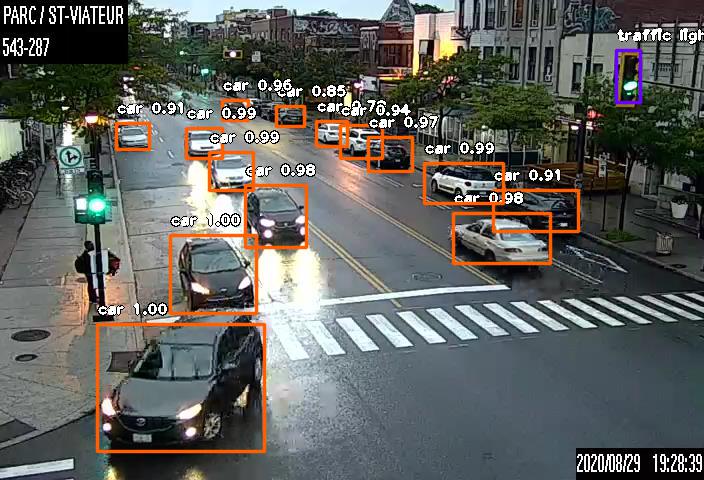 PARC / ST-VIATEUR
543-287
traffic ligh
car 0.96
car 0.85
car 0.91
car 0.99
car 0.76
0.94
car 0.97
car 0.99
car 0.99
car 0.98
car 0.91
car 0.98
car 1.00
car 1.00
2020/08/29 19:28:39